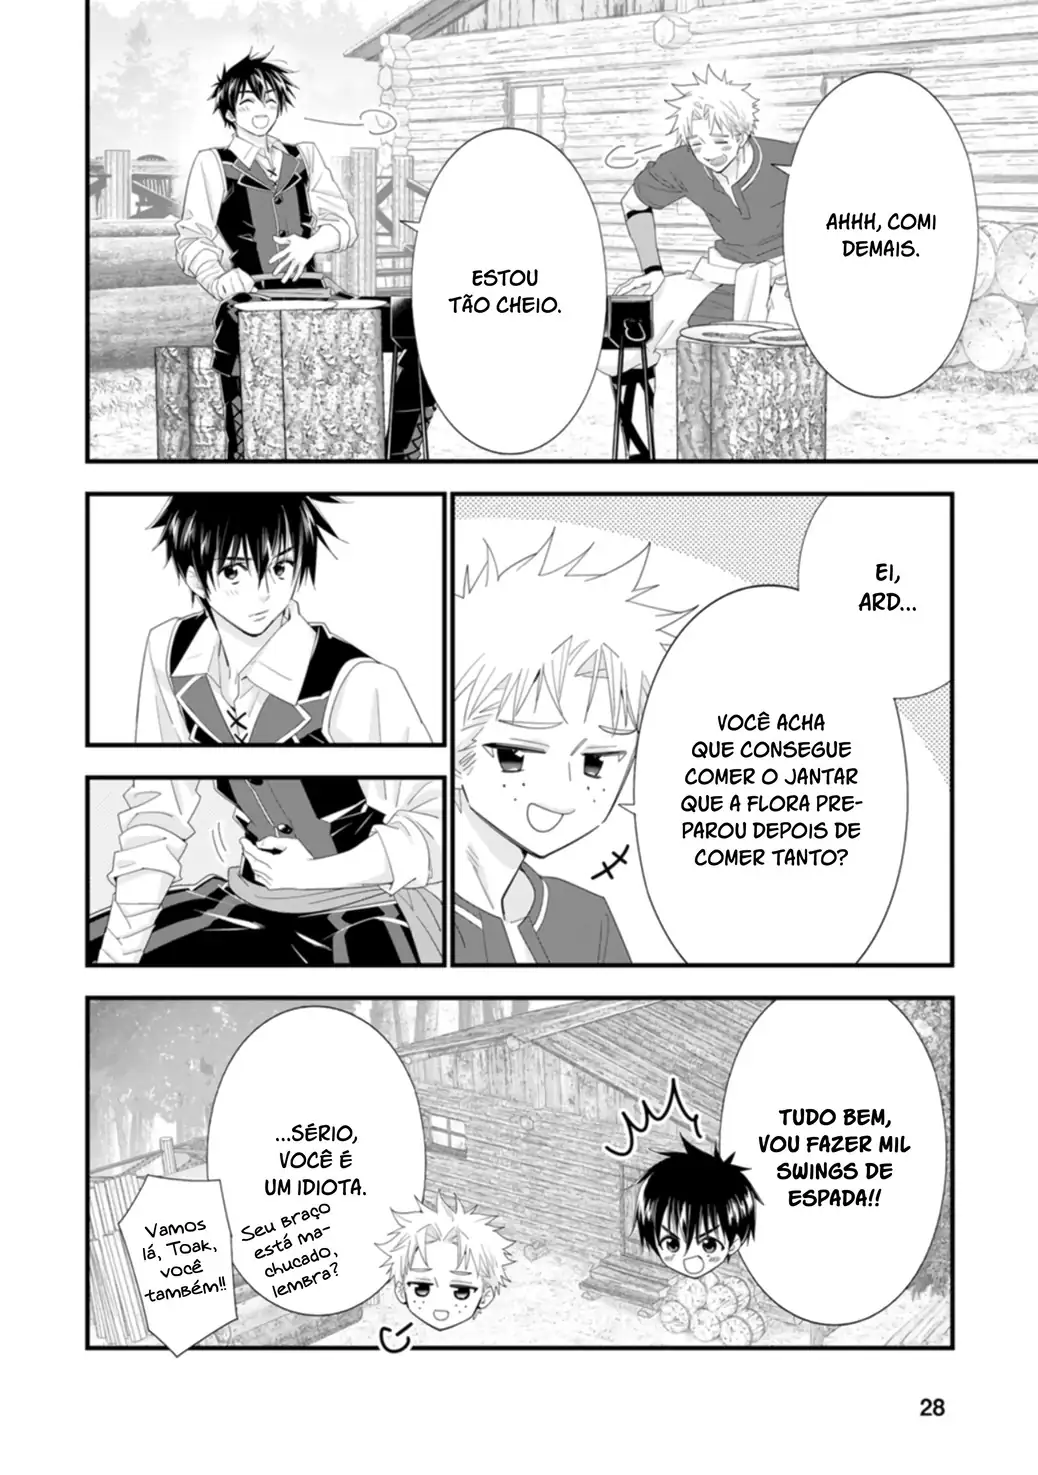 AHHH, COMI
DEMAIS.
ESTOU
TÃO CHEIO.
EI,
ARD...
VOCÊ ACHA
QUE CONSEGUE
COMER O JANTAR
QUE A FLORA PRE-
PAROU DEPOIS DE
COMER TANTO?
TUDO BEM,
VOU FAZER MIL
SWINGS DE
ESPADA!!
...SÉRIO,
VOCÊ É
UM IDIOTA.
Seu braço
está ma-
chucado,
lembra?
Vamos
lá, Toak,
você
também!!
28